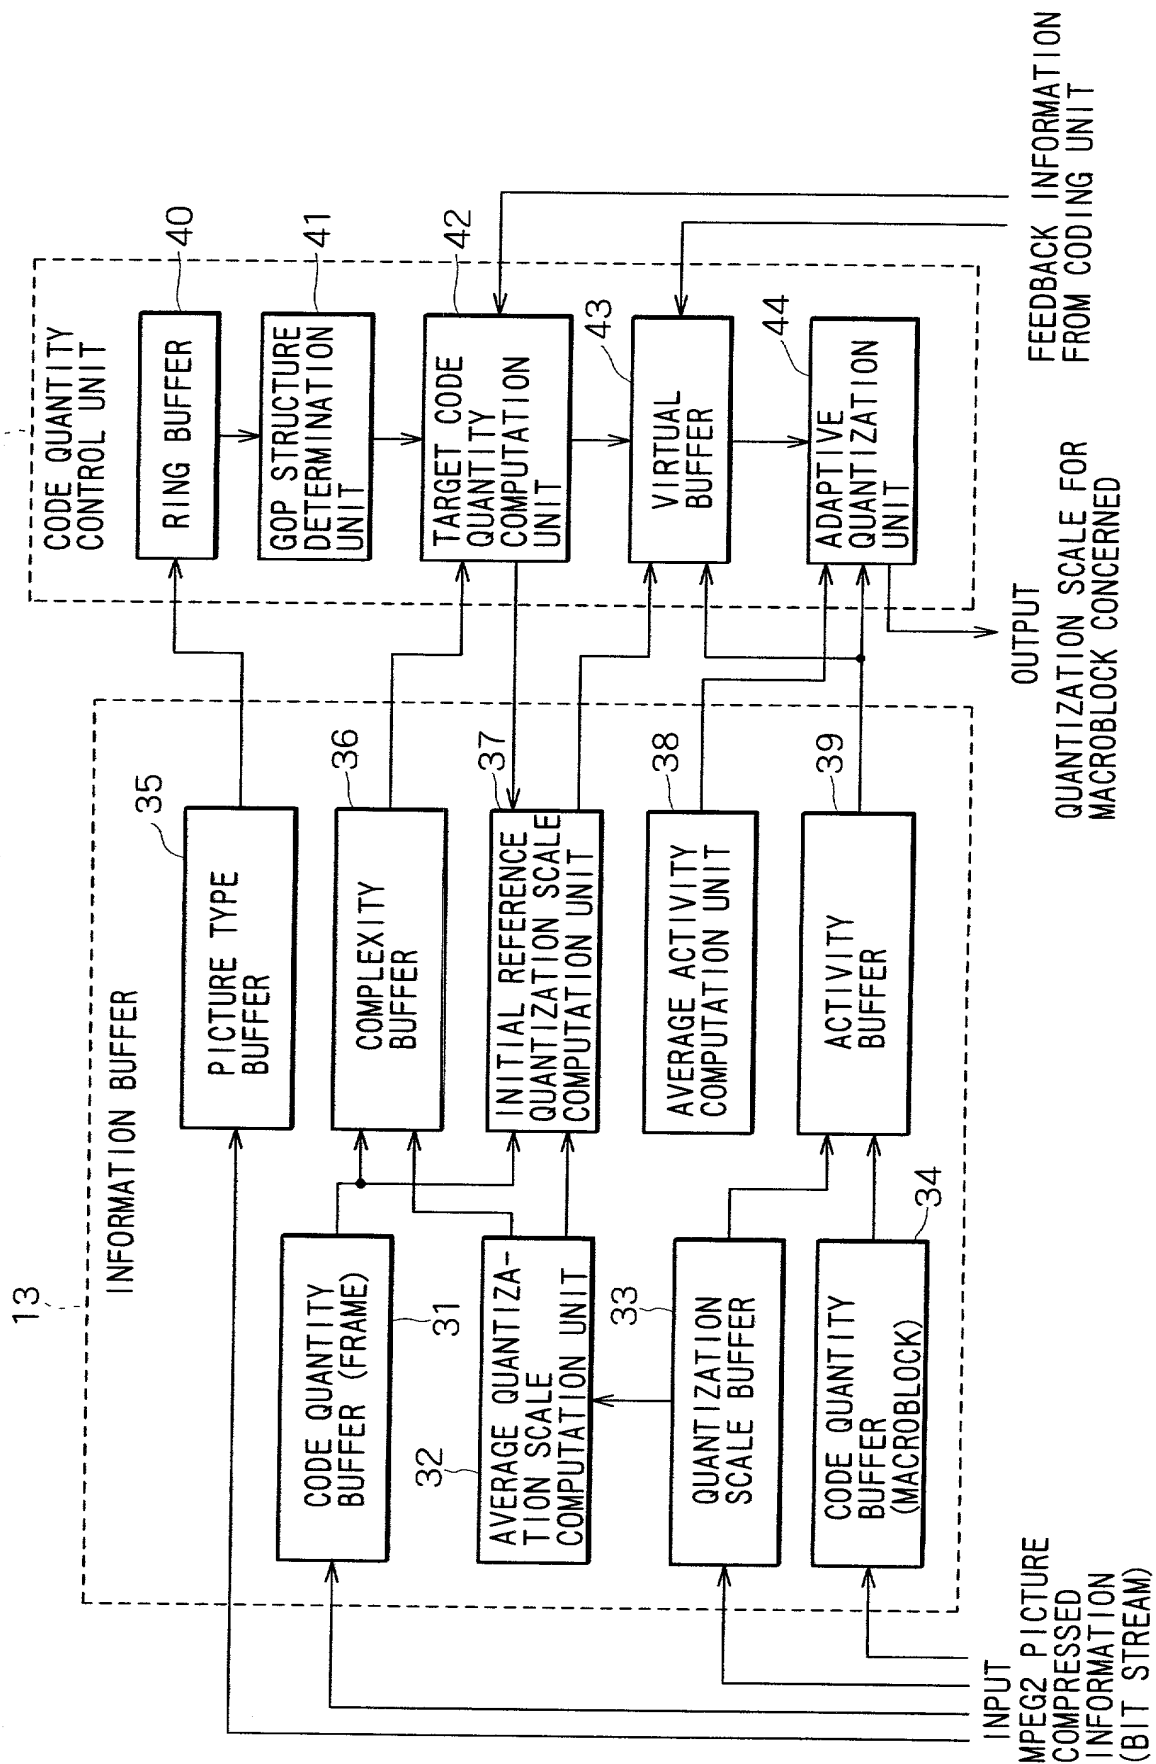 13
INFORMATION BUFFER
CODE QUANTITY
BUFFER (FRAME)
31
AVERAGE QUANTIZA-
TION SCALE
COMPUTATION UNIT
32
QUANTIZATION
SCALE BUFFER
33
CODE QUANTITY
BUFFER
(MACROBLOCK)
34
PICTURE TYPE
BUFFER
35
COMPLEXITY
BUFFER
36
INITIAL REFERENCE
QUANTIZATION SCALE
COMPUTATION UNIT
37
AVERAGE ACTIVITY
COMPUTATION UNIT
38
ACTIVITY
BUFFER
39
CODE QUANTITY
CONTROL UNIT
RING BUFFER
40
GOP STRUCTURE
DETERMINATION
UNIT
41
TARGET CODE
QUANTITY
COMPUTATION
UNIT
42
VIRTUAL
BUFFER
43
ADAPTIVE
QUANTIZATION
UNIT
44
INPUT
MPEG2 PICTURE
COMPRESSED
INFORMATION
(BIT STREAM)
OUTPUT
QUANTIZATION SCALE FOR
MACROBLOCK CONCERNED
FEEDBACK INFORMATION
FROM CODING UNIT